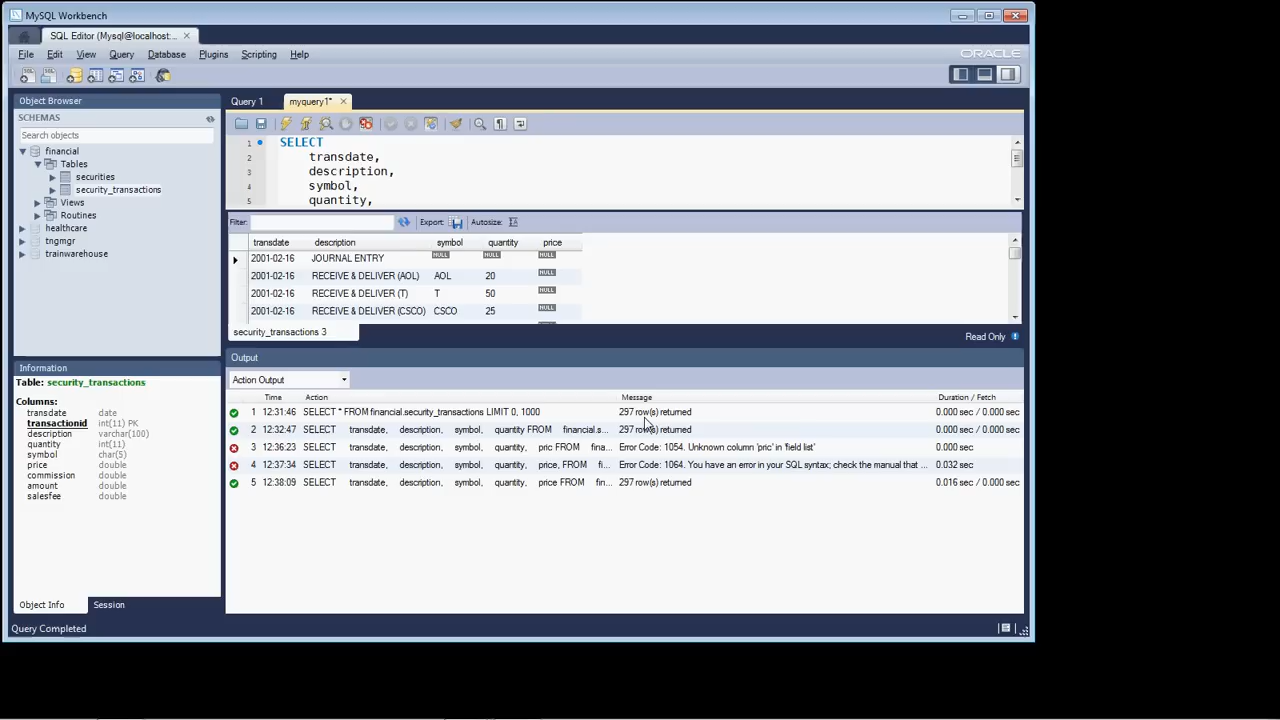 MySQL Workbench
SQL Editor (Mysql@localhost:...
File Edit View Query Database Plugins Scripting Help
ORACLE
Object Browser
SCHEMAS
Search objects
financial
Tables
securities
security_transactions
Views
Routines
healthcare
tngmgr
trainwarehouse
Query 1 myquery1*
1 SELECT
2 transdate,
3 description,
4 symbol,
5 quantity,
Filter: Export: Autosize:
transdate description symbol quantity price
2001-02-16 JOURNAL ENTRY NULL NULL NULL
2001-02-16 RECEIVE & DELIVER (AOL) AOL 20 NULL
2001-02-16 RECEIVE & DELIVER (T) T 50 NULL
2001-02-16 RECEIVE & DELIVER (CSCO) CSCO 25 NULL
security_transactions 3
Read Only
Information
Table: security_transactions
Columns:
transdate date
transactionid int(11) PK
description varchar(100)
quantity int(11)
symbol char(5)
price double
commission double
amount double
salesfee double
Object Info Session
Output
Action Output
Time Action Message Duration / Fetch
1 12:31:46 SELECT * FROM financial.security_transactions LIMIT 0, 1000 297 row(s) returned 0.000 sec / 0.000 sec
2 12:32:47 SELECT transdate, description, symbol, quantity FROM financial.s... 297 row(s) returned 0.000 sec / 0.000 sec
3 12:36:23 SELECT transdate, description, symbol, quantity, pric FROM fina... Error Code: 1054. Unknown column 'pric' in 'field list' 0.000 sec
4 12:37:34 SELECT transdate, description, symbol, quantity, price, FROM fi... Error Code: 1064. You have an error in your SQL syntax; check the manual that ... 0.032 sec
5 12:38:09 SELECT transdate, description, symbol, quantity, price FROM fin... 297 row(s) returned 0.016 sec / 0.000 sec
Query Completed